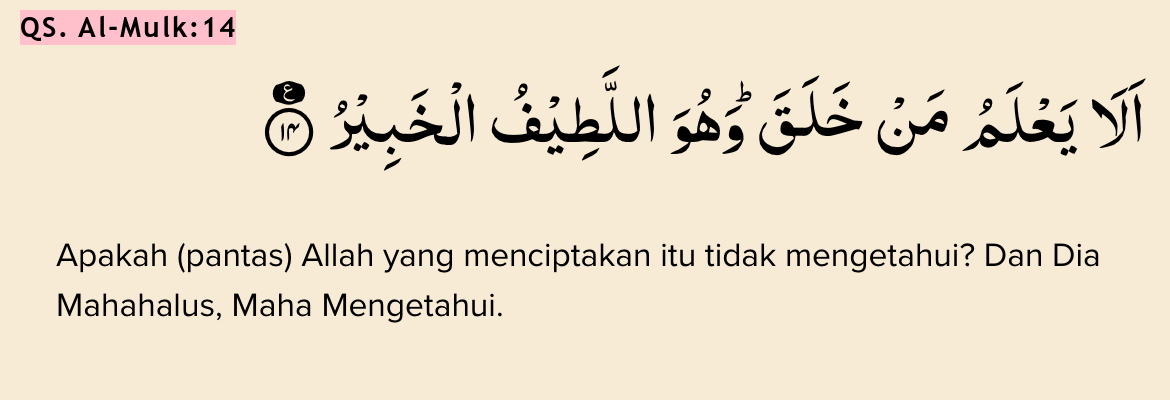 QS. Al-Mulk:14
اَلَا يَعْلَمُ مَنْ خَلَقَۗ وَهُوَ اللَّطِيْفُ الْخَبِيْرُ ࣖ ١٤
Apakah (pantas) Allah yang menciptakan itu tidak mengetahui? Dan Dia
Mahahalus, Maha Mengetahui.